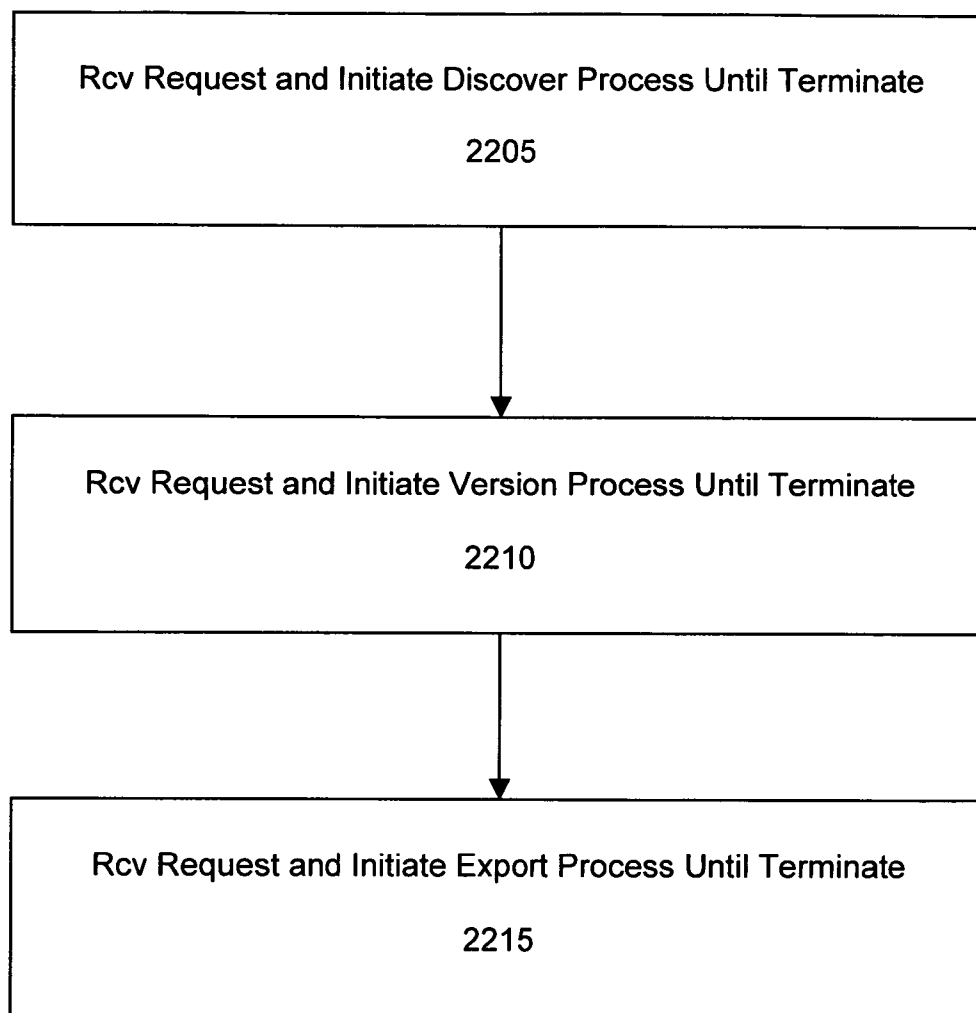 Rcv Request and Initiate Discover Process Until Terminate
2205
Rcv Request and Initiate Version Process Until Terminate
2210
Rcv Request and Initiate Export Process Until Terminate
2215